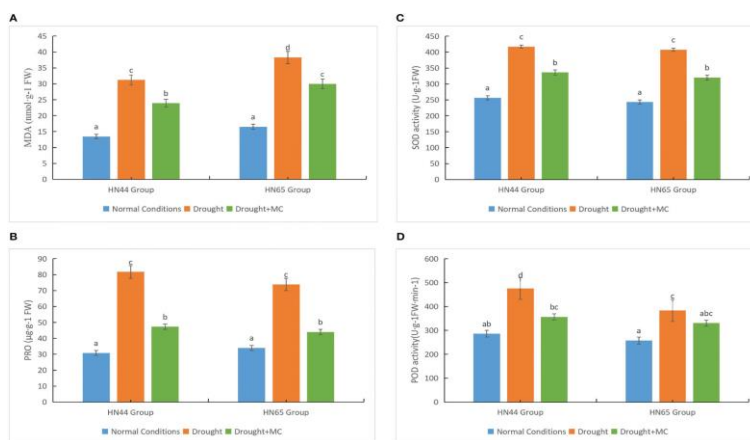 A
MDA (nmol·g-1 FW)
45
40
35
30
25
20
15
10
5
0
a
c
b
a
d
c
HN44 Group
HN65 Group
Normal Conditions
Drought
Drought+MC
B
PRO (μg·g-1 FW)
90
80
70
60
50
40
30
20
10
0
a
c
b
a
c
b
HN44 Group
HN65 Group
Normal Conditions
Drought
Drought+MC
C
SOD activity (U·g-1FW)
450
400
350
300
250
200
150
100
50
0
a
c
b
a
c
b
HN44 Group
HN65 Group
Normal Conditions
Drought
Drought+MC
D
POD activity(U·g-1FW·min-1)
600
500
400
300
200
100
0
ab
d
bc
a
c
abc
HN44 Group
HN65 Group
Normal Conditions
Drought
Drought+MC